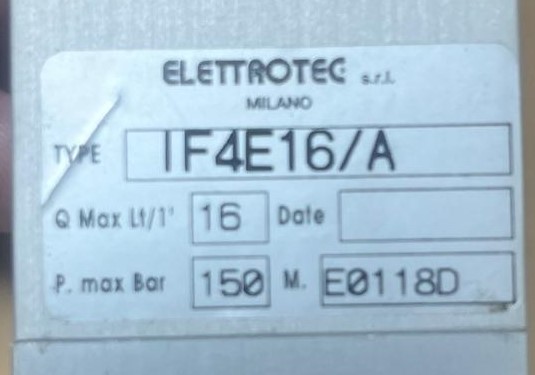 ELETTROTEC s.r.l.
MILANO
TYPE IF4E16/A
Q Max Lt/1' 16 Date
P. max Bar 150 M. E0118D